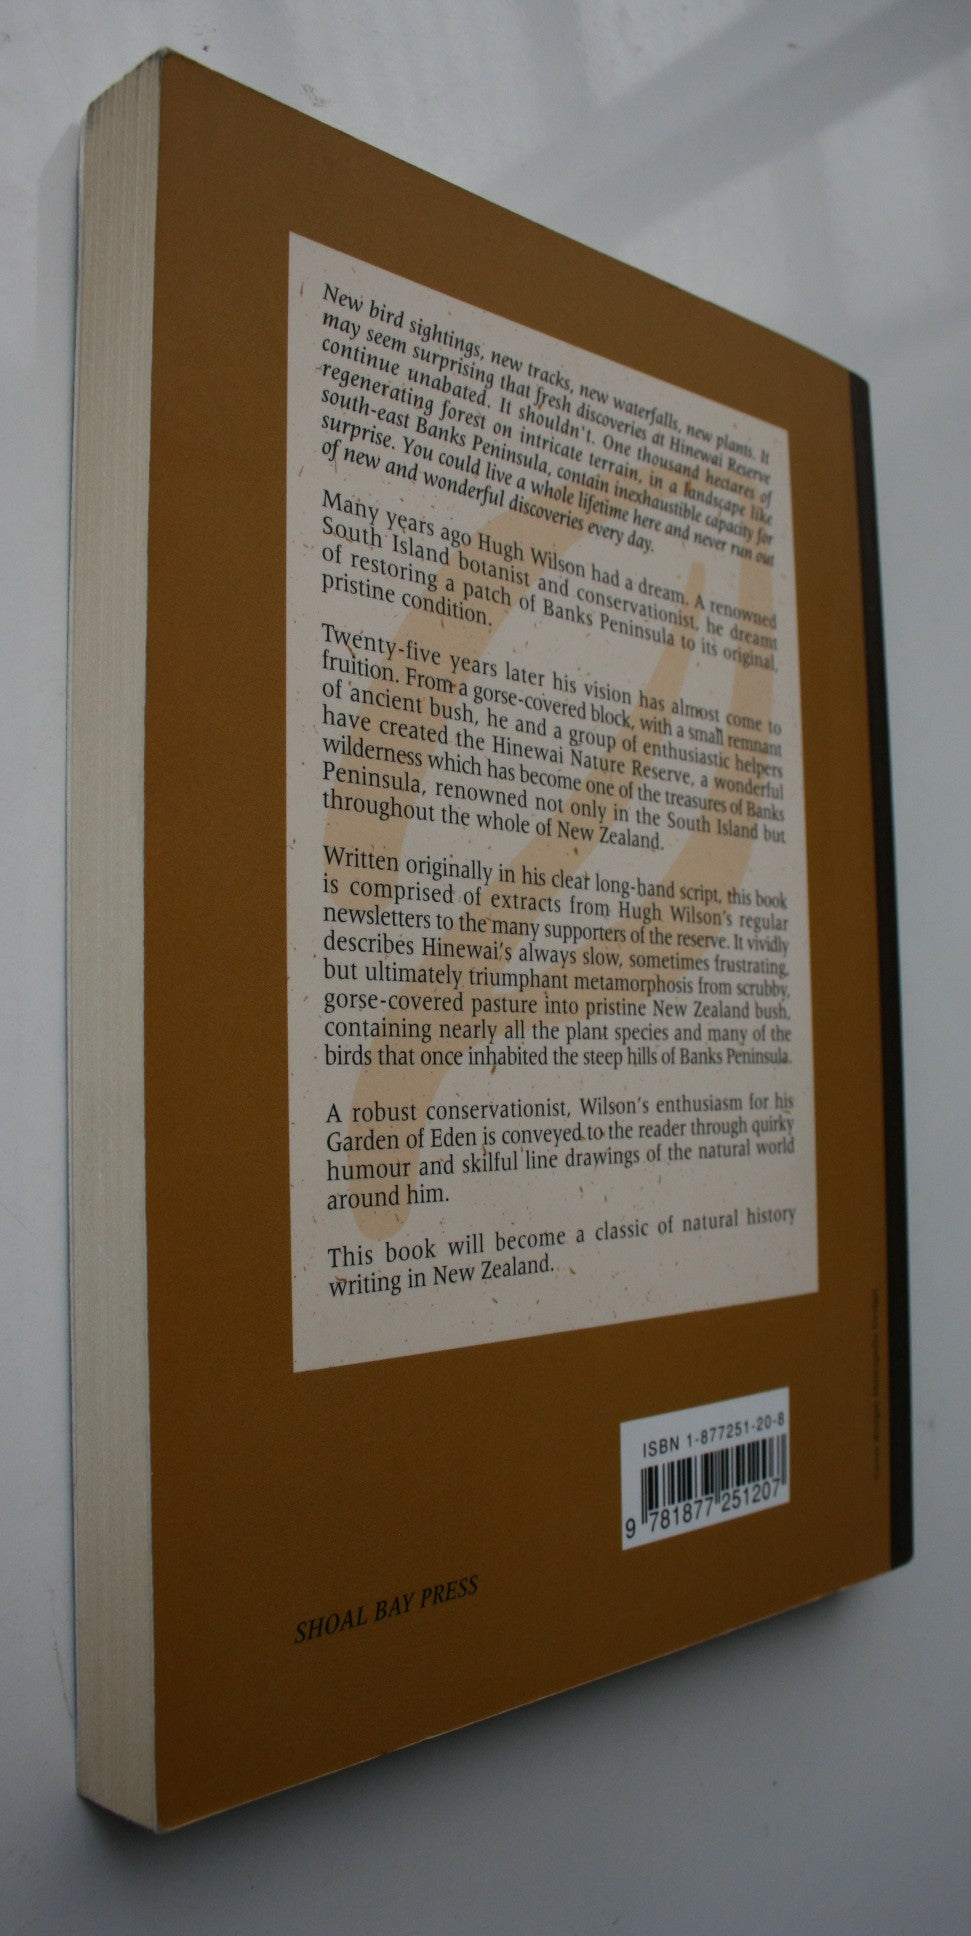 New bird sightings, new tracks, new waterfalls, new plants. It
may seem surprising that fresh discoveries at Hinewai Reserve
continue unabated. It shouldn't. One thousand hectares of
regenerating forest on intricate terrain, in a landscape like
south-east Banks Peninsula, contain inexhaustible capacity for
surprise. You could live a whole lifetime here and never run out
of new and wonderful discoveries every day.
Many years ago Hugh Wilson had a dream. A renowned
South Island botanist and conservationist, he dreamt
of restoring a patch of Banks Peninsula to its original,
pristine condition.
Twenty-five years later his vision has almost come to
fruition. From a gorse-covered block, with a small remnant
of ancient bush, he and a group of enthusiastic helpers
have created the Hinewai Nature Reserve, a wonderful
wilderness which has become one of the treasures of Banks
Peninsula, renowned not only in the South Island but
throughout the whole of New Zealand.
Written originally in his clear long-hand script, this book
is comprised of extracts from Hugh Wilson's regular
newsletters to the many supporters of the reserve. It vividly
describes Hinewai's always slow, sometimes frustrating,
but ultimately triumphant metamorphosis from scrubby,
gorse-covered pasture into pristine New Zealand bush,
containing nearly all the plant species and many of the
birds that once inhabited the steep hills of Banks Peninsula.
A robust conservationist, Wilson's enthusiasm for his
Garden of Eden is conveyed to the reader through quirky
humour and skilful line drawings of the natural world
around him.
This book will become a classic of natural history
writing in New Zealand.
ISBN 1-877251-20-8
9 781877 251207
SHOAL BAY PRESS